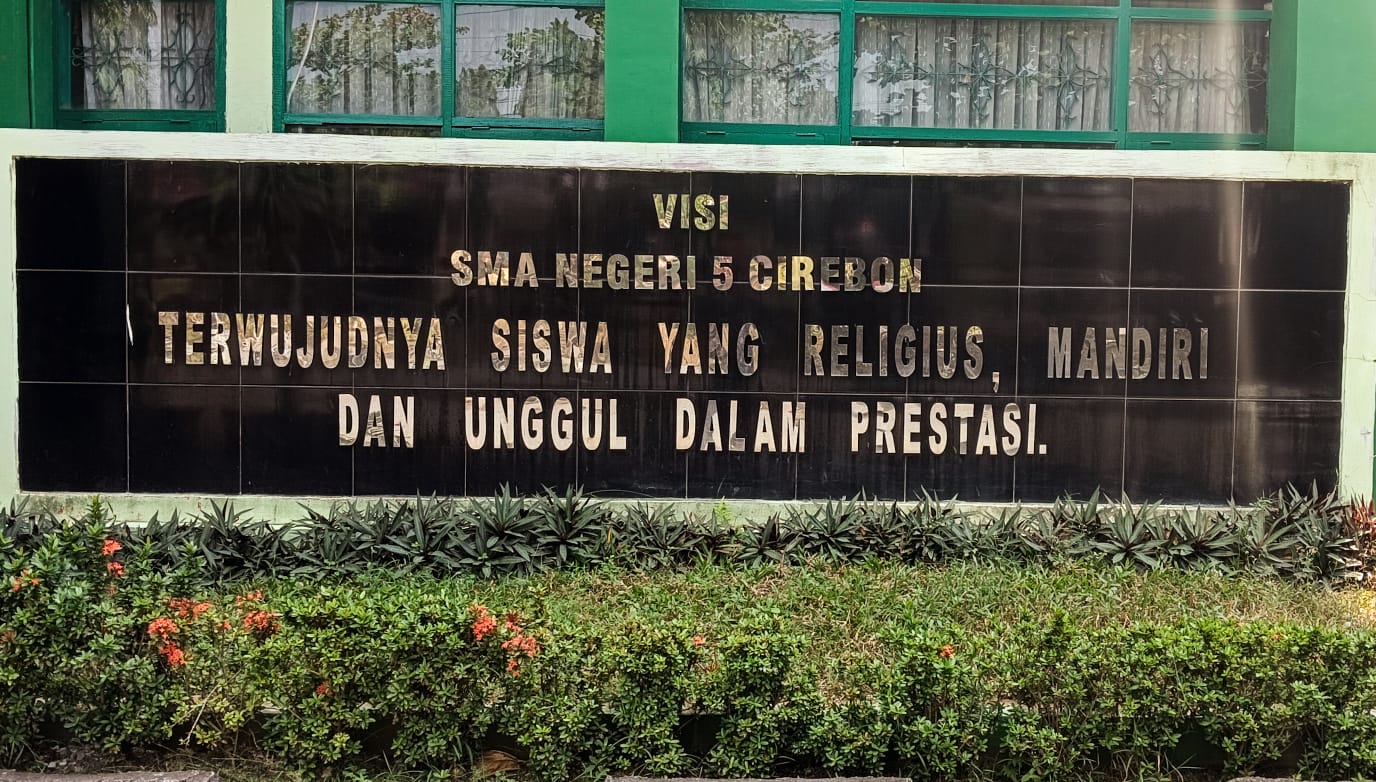 VISI
SMA NEGERI 5 CIREBON
TERWUJUDNYA SISWA YANG RELIGIUS, MANDIRI
DAN UNGGUL DALAM PRESTASI.